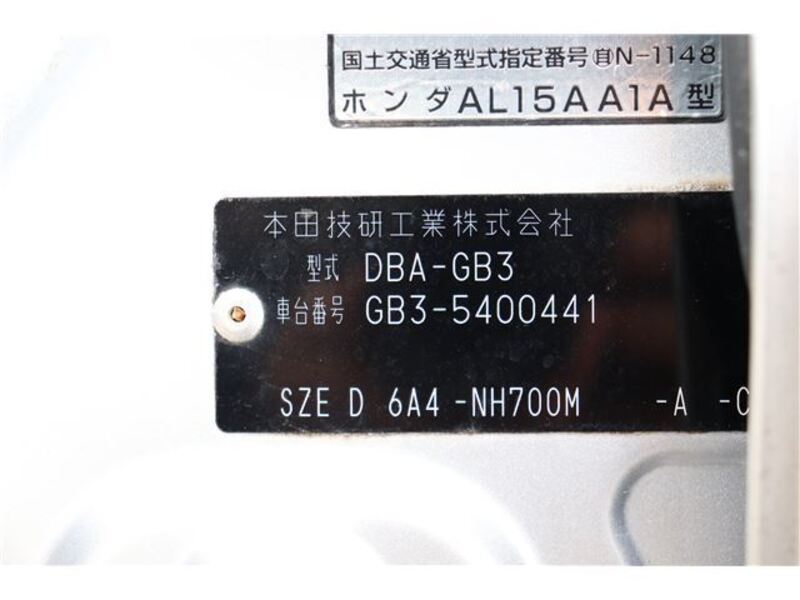 国土交通省型式指定番号 自N-1148
ホンダAL15AA1A型
本田技研工業株式会社
型式 DBA-GB3
車台番号 GB3-5400441
SZE D 6A4 -NH700M -A -C